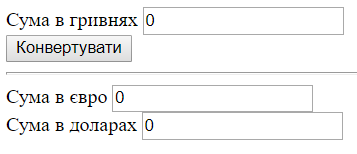 Сума в гривнях 0
Конвертувати
Сума в євро 0
Сума в доларах 0